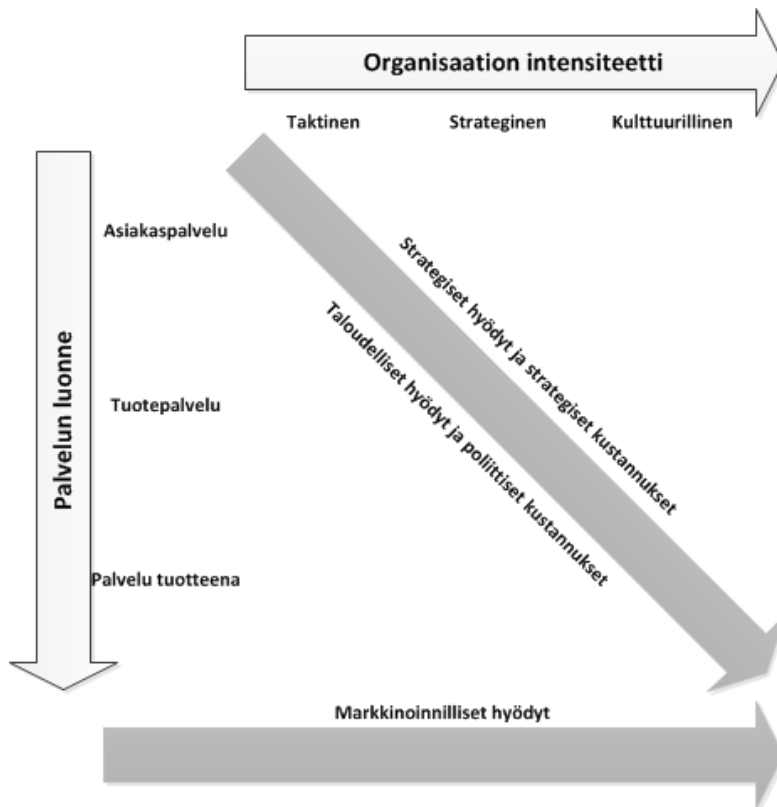 Organisaation intensiteetti
Taktinen
Strateginen
Kulttuurillinen
Palvelun luonne
Asiakaspalvelu
Tuotepalvelu
Palvelu tuotteena
Strategiset hyödyt ja strategiset kustannukset
Taloudelliset hyödyt ja poliittiset kustannukset
Markkinoinnilliset hyödyt